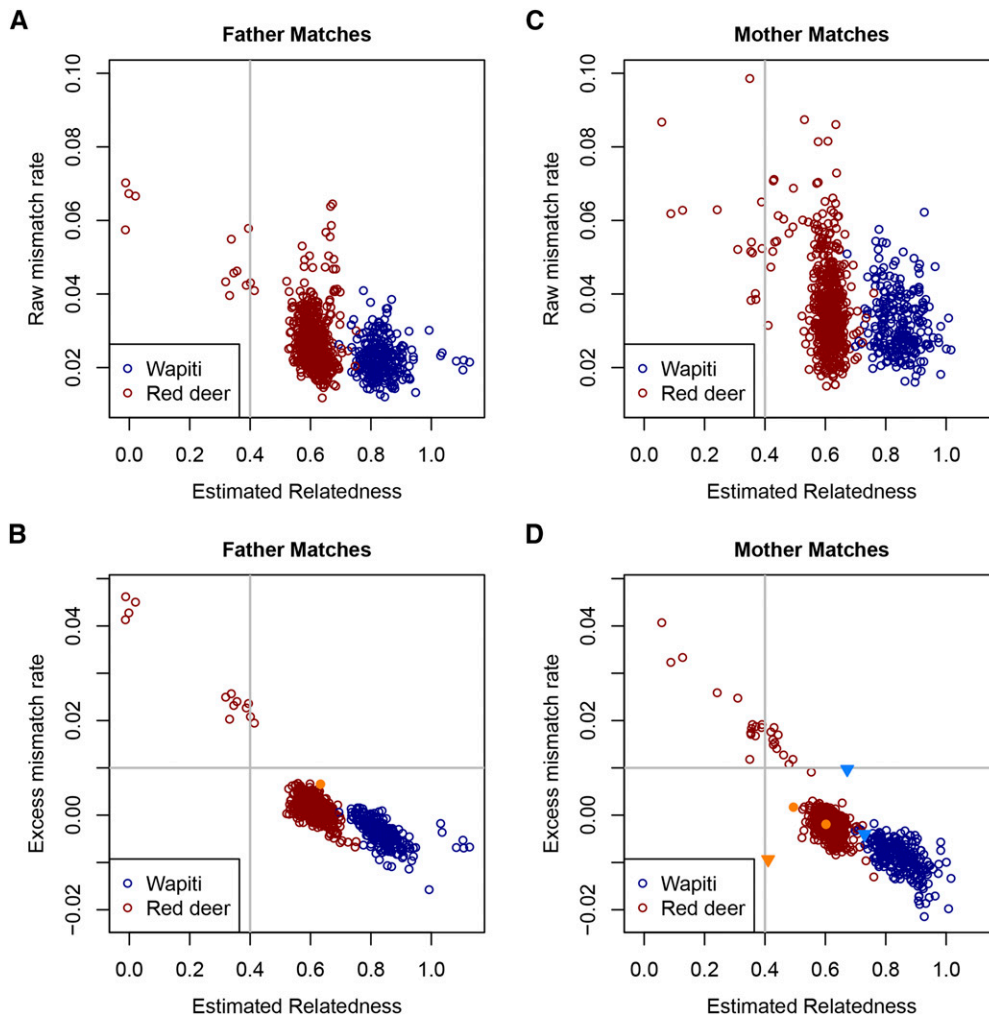 A
Father Matches
Raw mismatch rate
0.10
0.08
0.06
0.04
0.02
Wapiti
Red deer
0.0 0.2 0.4 0.6 0.8 1.0
Estimated Relatedness
C
Mother Matches
Raw mismatch rate
0.10
0.08
0.06
0.04
0.02
Wapiti
Red deer
0.0 0.2 0.4 0.6 0.8 1.0
Estimated Relatedness
B
Father Matches
Excess mismatch rate
0.04
0.02
0.00
−0.02
Wapiti
Red deer
0.0 0.2 0.4 0.6 0.8 1.0
Estimated Relatedness
D
Mother Matches
Excess mismatch rate
0.04
0.02
0.00
−0.02
Wapiti
Red deer
0.0 0.2 0.4 0.6 0.8 1.0
Estimated Relatedness